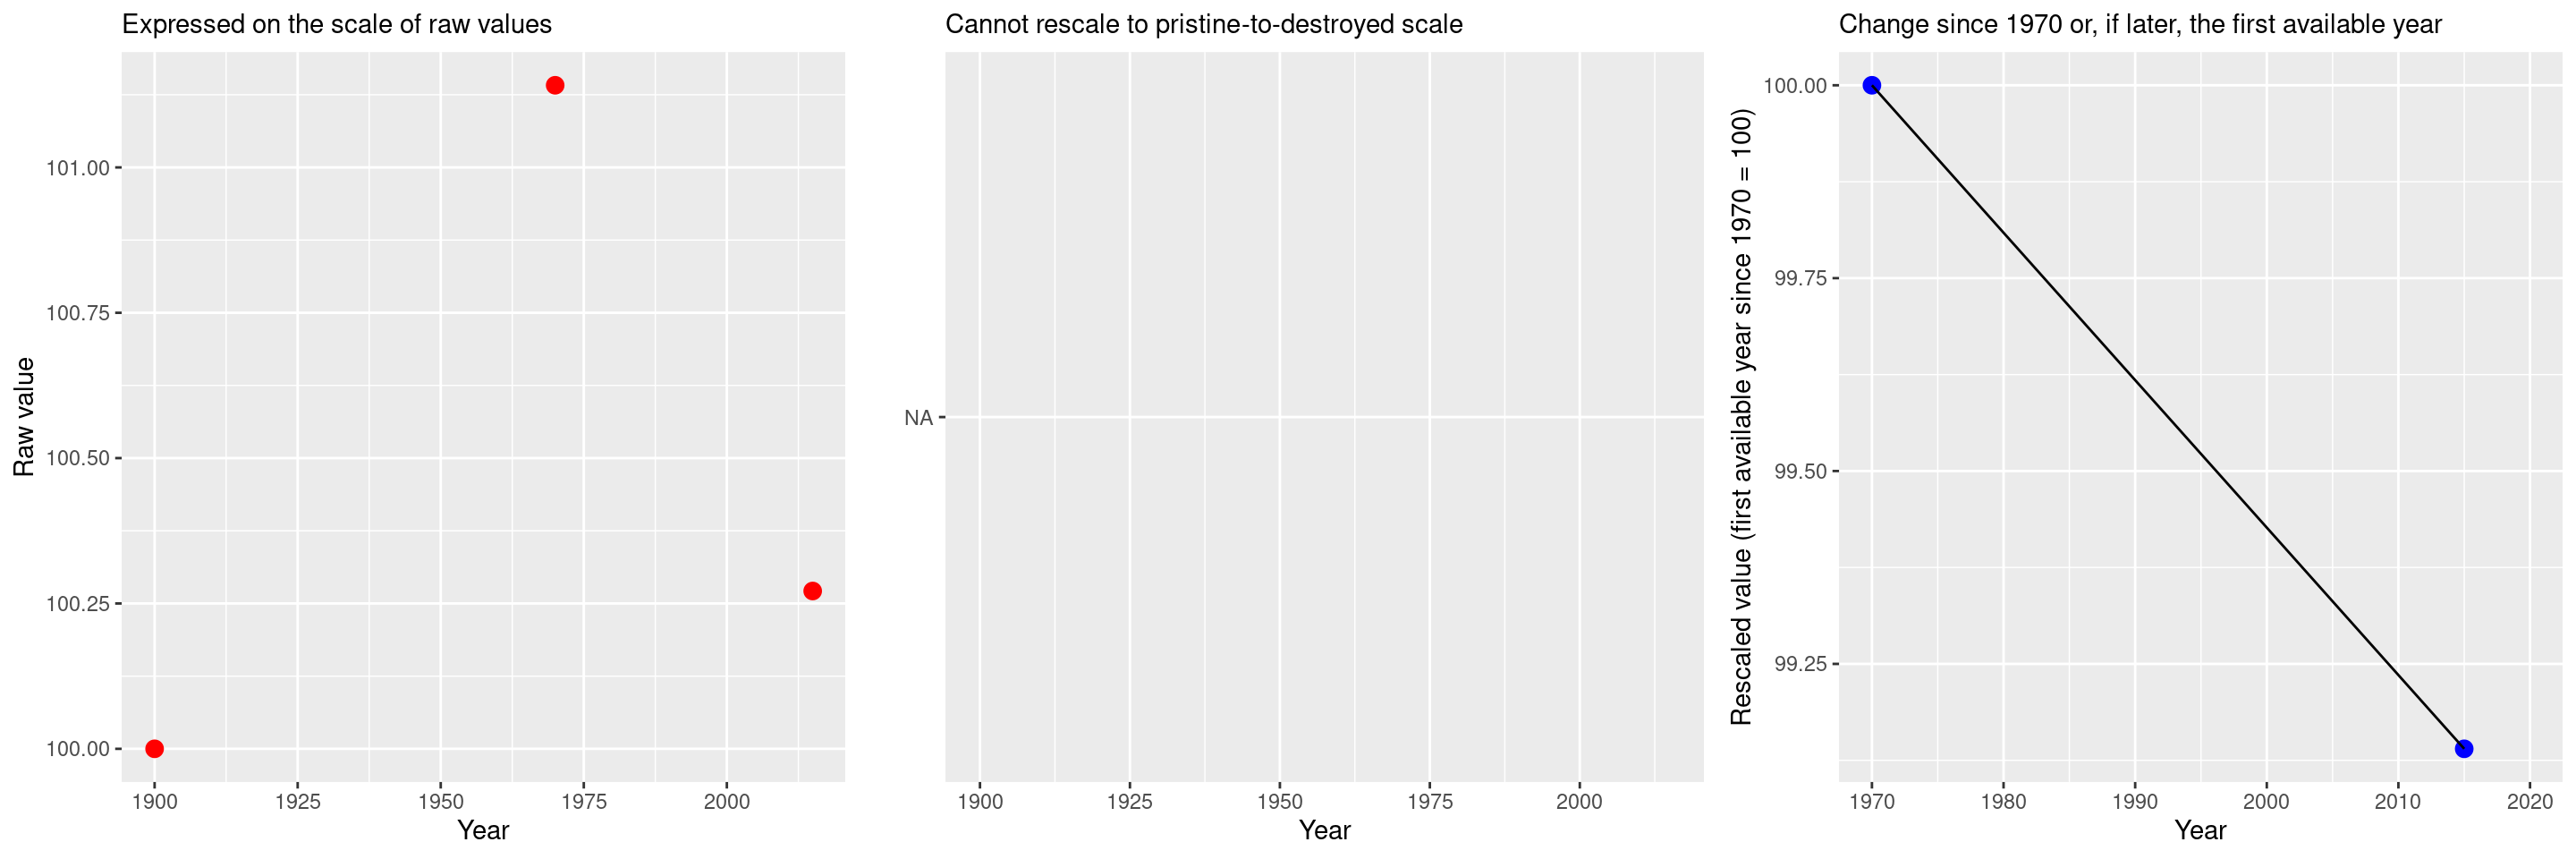 Expressed on the scale of raw values
Raw value
101.00
100.75
100.50
100.25
100.00
1900 1925 1950 1975 2000
Year
Cannot rescale to pristine-to-destroyed scale
NA
1900 1925 1950 1975 2000
Year
Change since 1970 or, if later, the first available year
Rescaled value (first available year since 1970 = 100)
100.00
99.75
99.50
99.25
1970 1980 1990 2000 2010 2020
Year